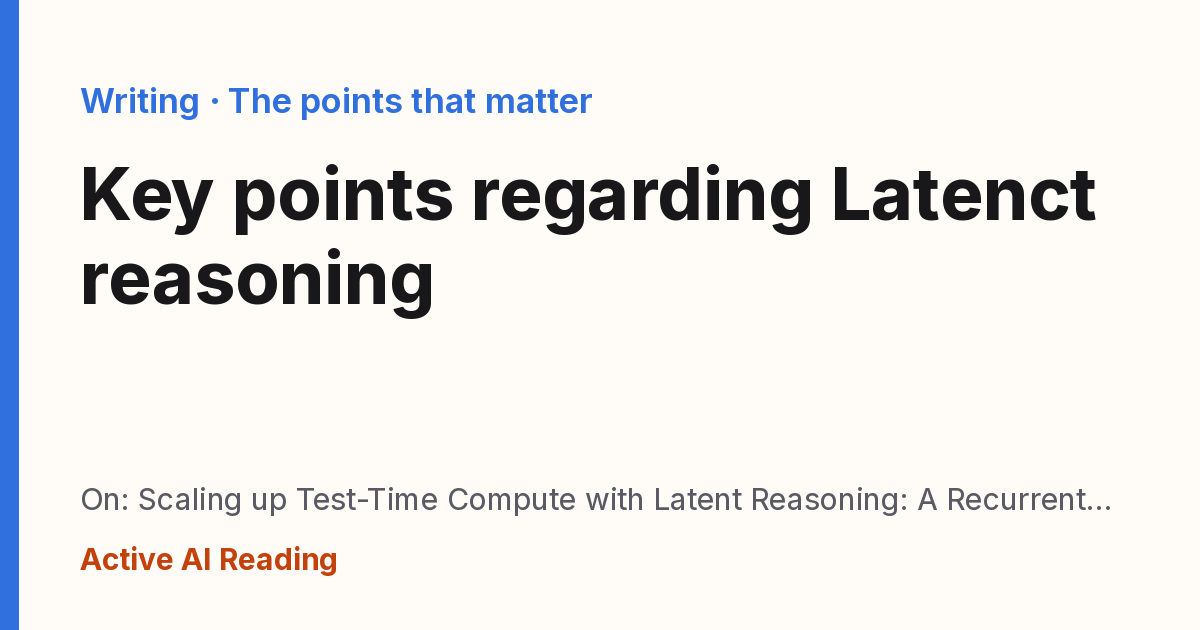 Writing · The points that matter
Key points regarding Latenct
reasoning
On: Scaling up Test-Time Compute with Latent Reasoning: A Recurrent...
Active AI Reading